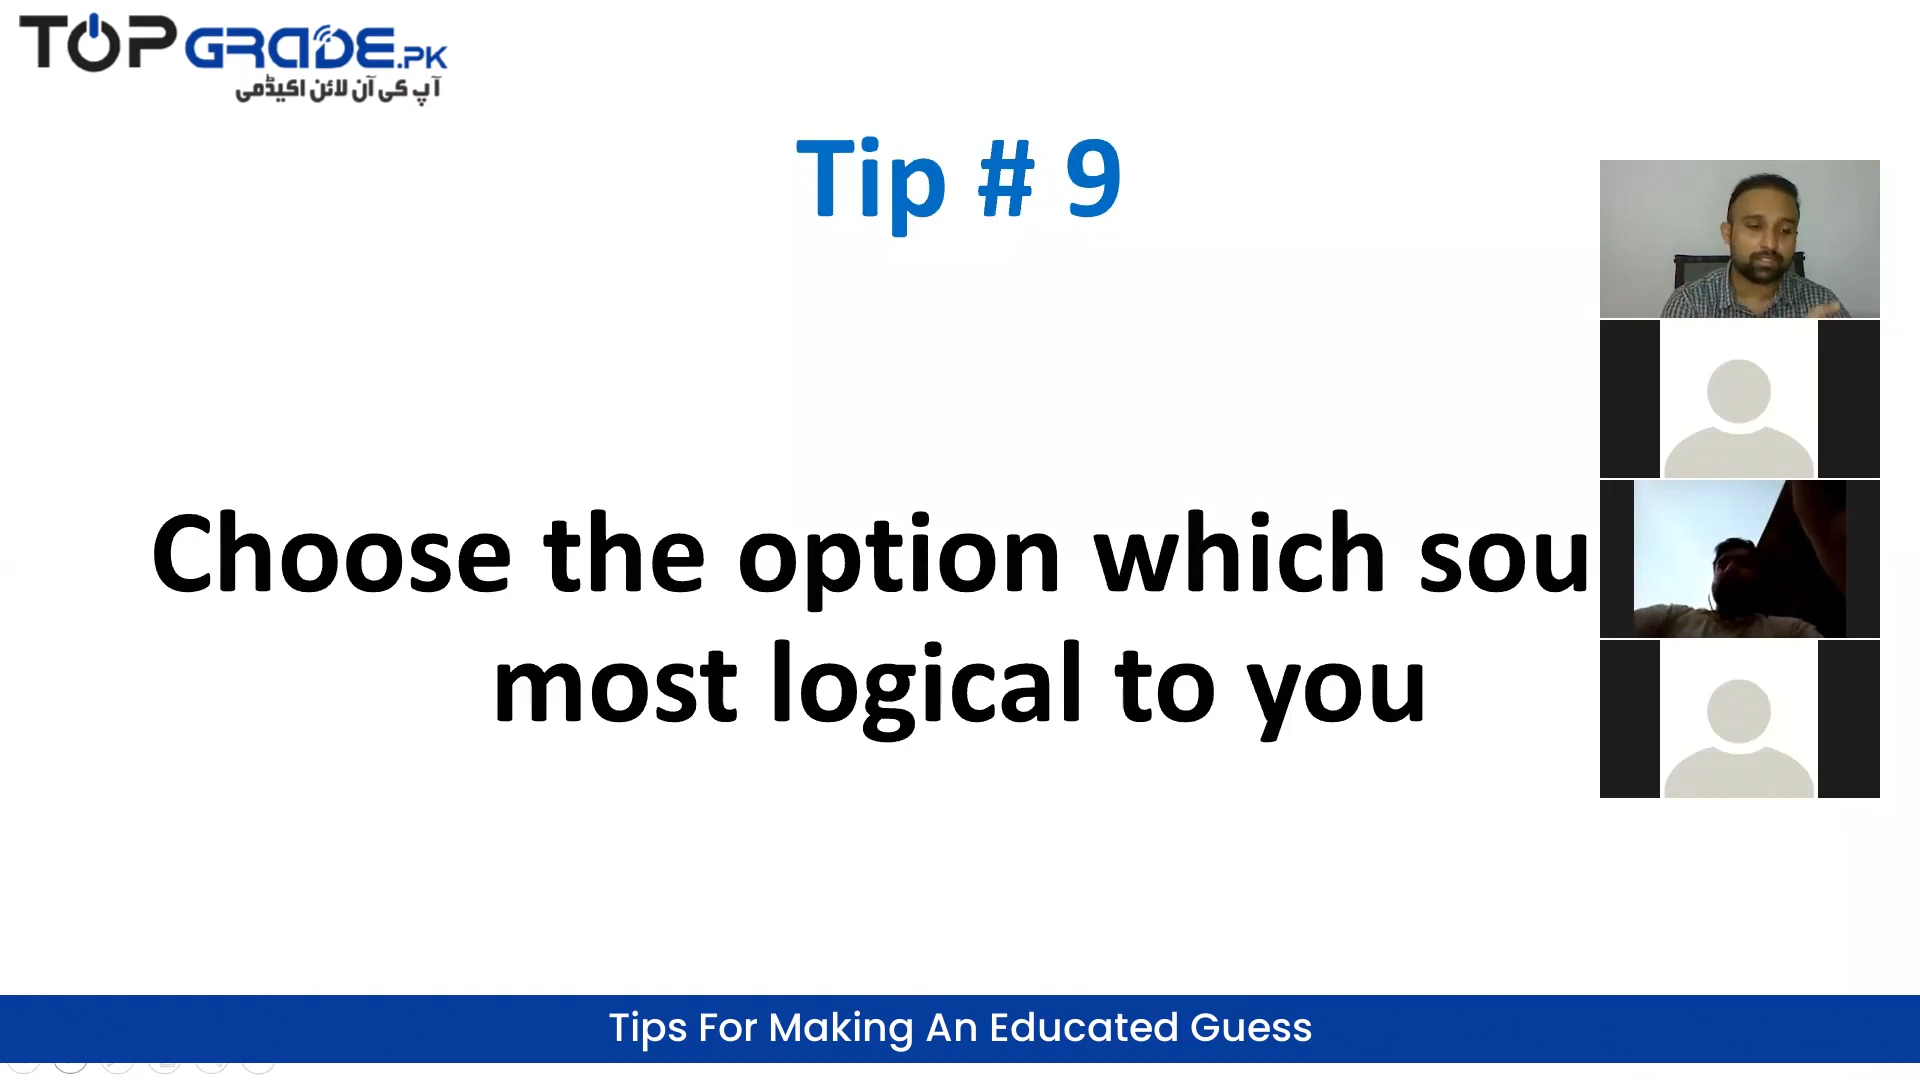 TOPGRADE.PK
آپ کی آن لائن اکیڈمی
Tip # 9
Choose the option which sou
most logical to you
Tips For Making An Educated Guess